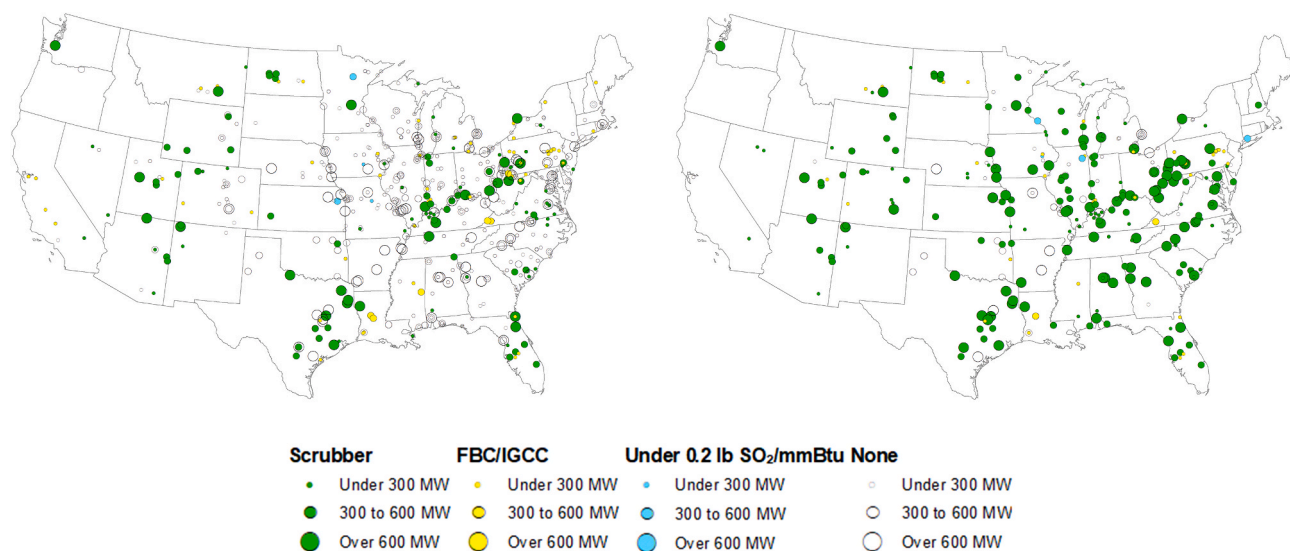 Scrubber FBC/IGCC Under 0.2 lb SO₂/mmBtu None
Under 300 MW Under 300 MW Under 300 MW Under 300 MW
300 to 600 MW 300 to 600 MW 300 to 600 MW 300 to 600 MW
Over 600 MW Over 600 MW Over 600 MW Over 600 MW